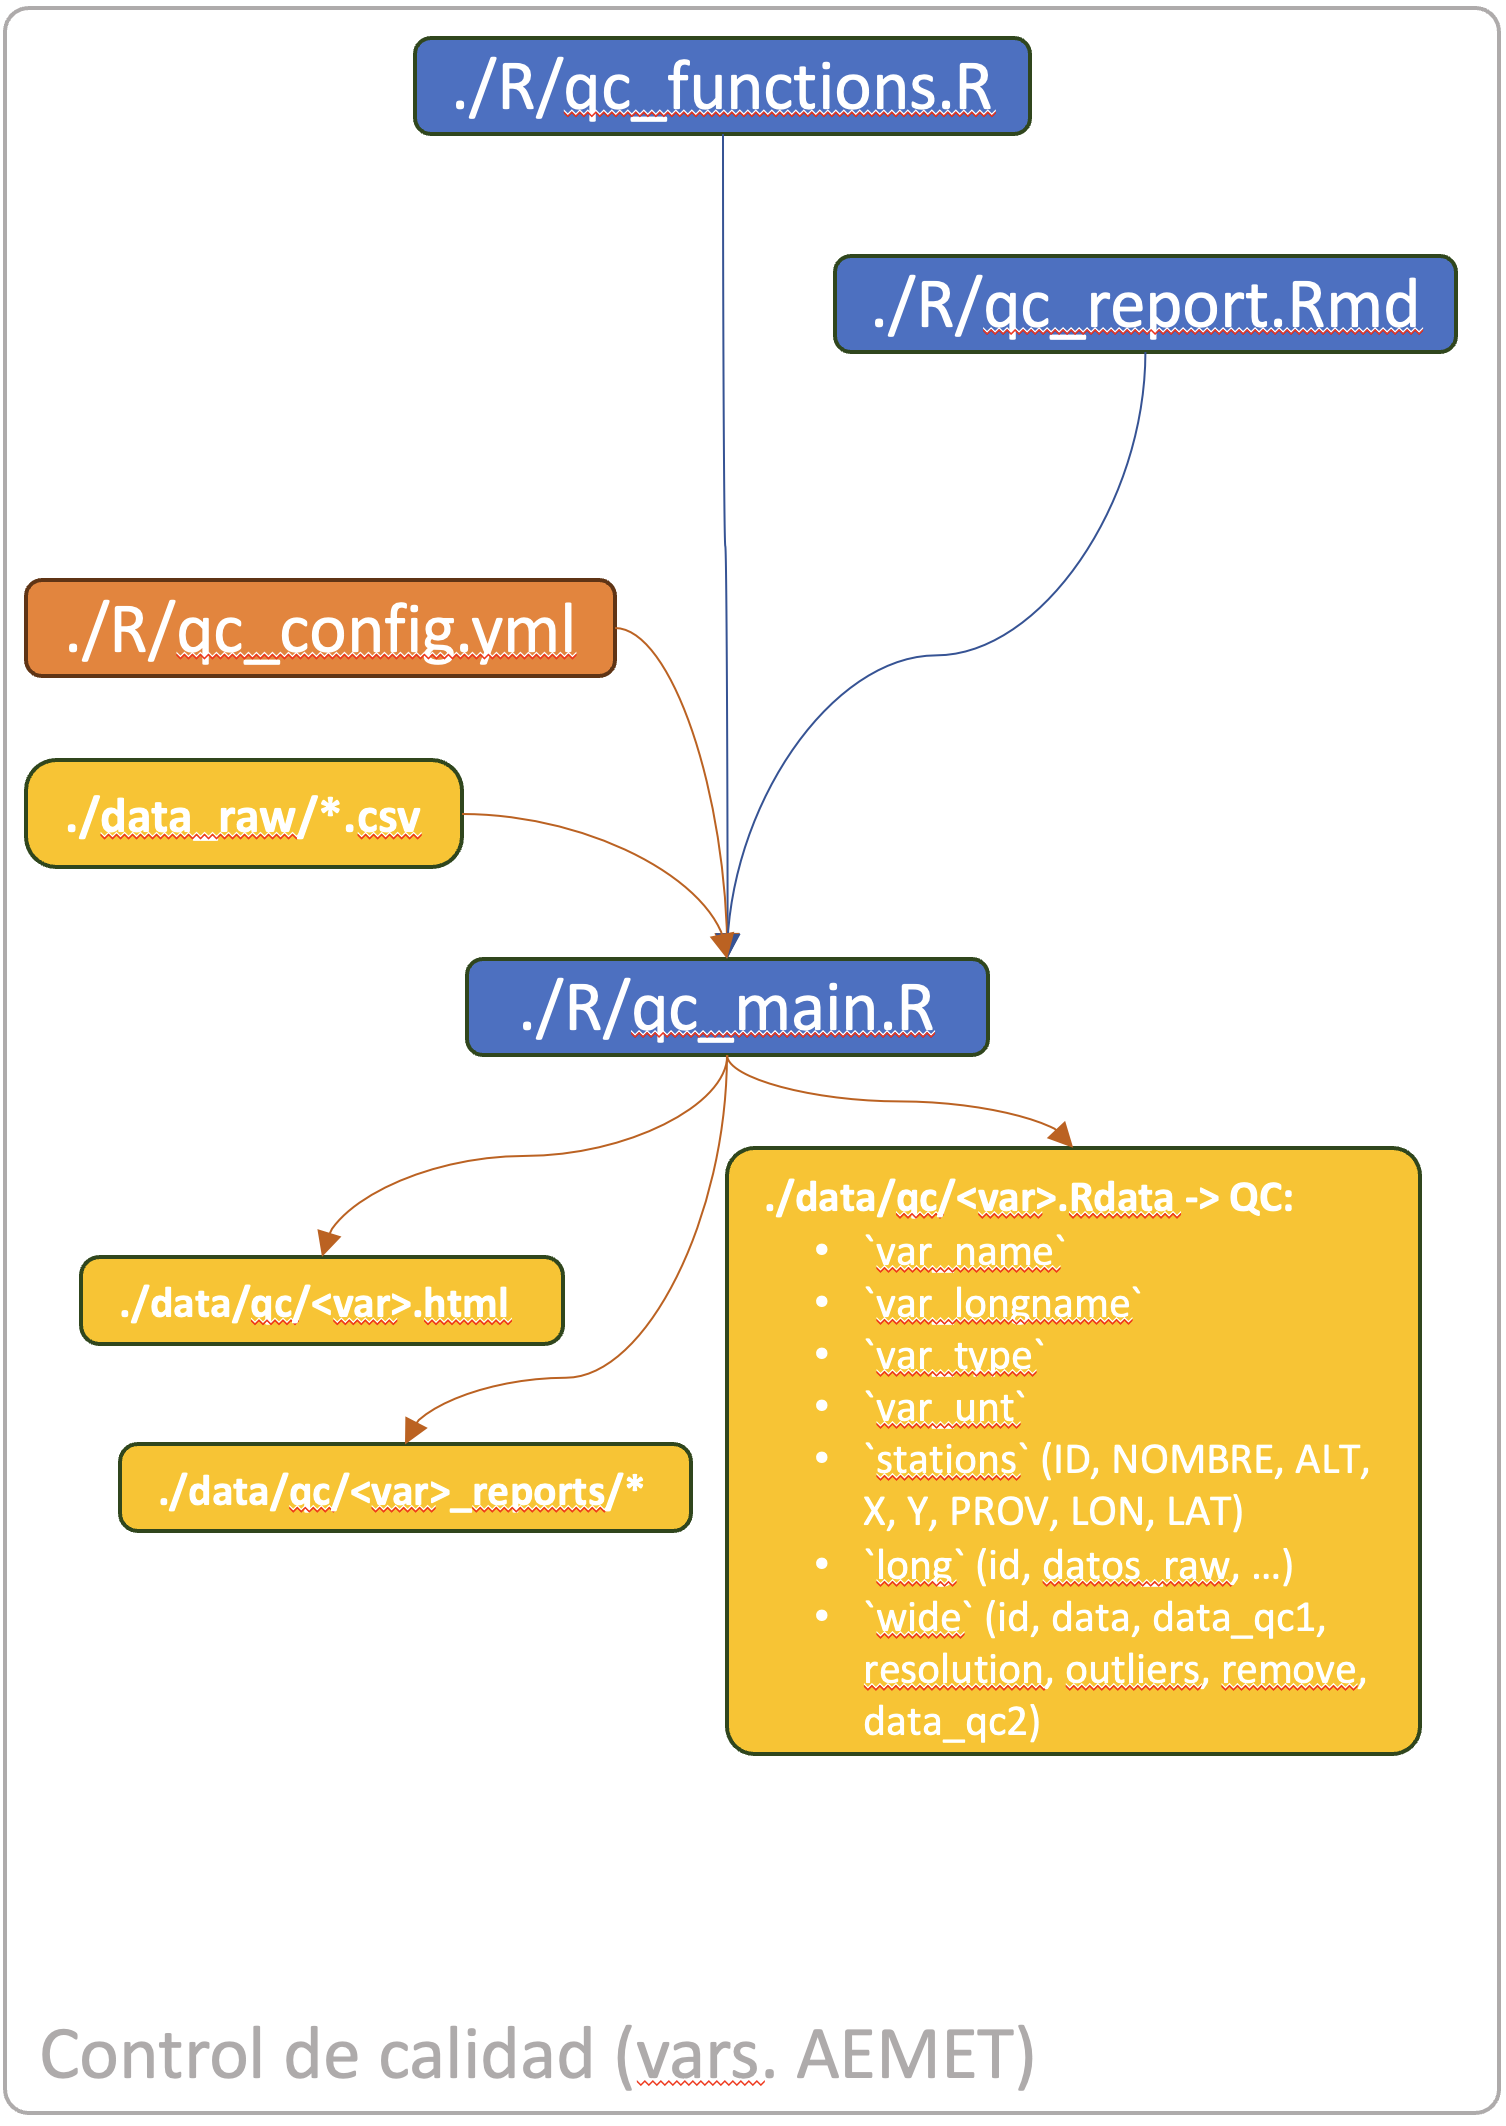 ./R/qc_functions.R
./R/qc_report.Rmd
./R/qc_config.yml
./data_raw/*.csv
./R/qc_main.R
./data/qc/<var>.html
./data/qc/<var>_reports/*
./data/qc/<var>.Rdata -> QC:
• `var_name`
• `var_longname`
• `var_type`
• `var_unt`
• `stations` (ID, NOMBRE, ALT,
X, Y, PROV, LON, LAT)
• `long` (id, datos_raw, ...)
• `wide` (id, data, data_qc1,
resolution, outliers, remove,
data_qc2)
Control de calidad (vars. AEMET)